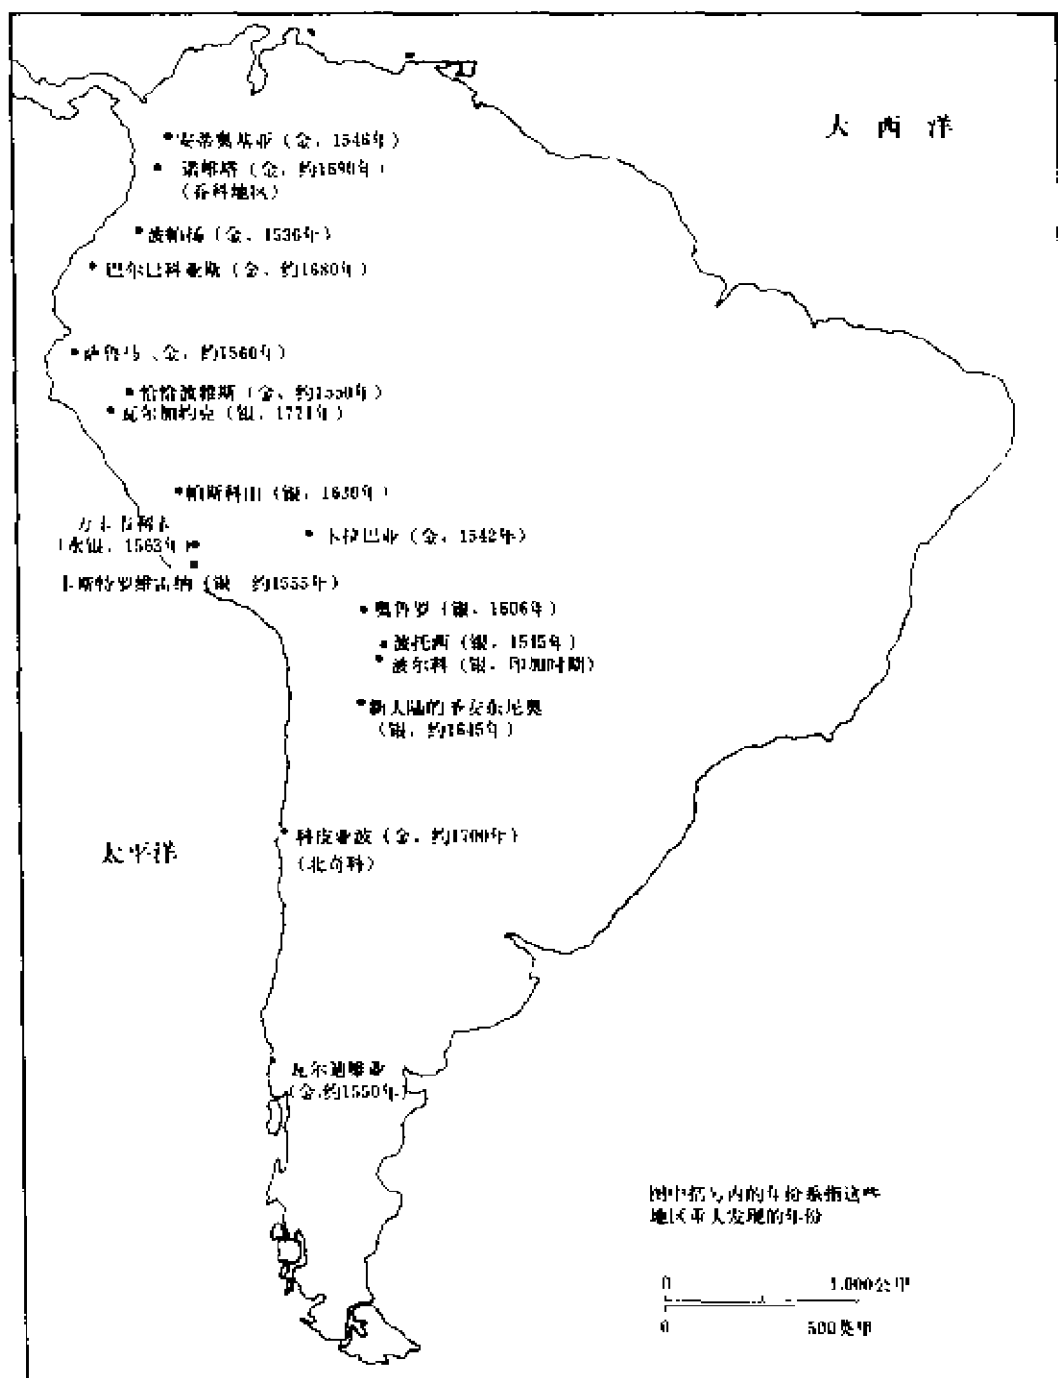 大 西 洋
安蒂奥基亚（金，1546年）
诺维塔（金，约1690年）
（乔科地区）
波帕扬（金，1536年）
巴尔巴科亚斯（金，约1680年）
萨鲁马（金，约1560年）
恰恰波雅斯（金，约1550年）
瓦尔加约克（银，1771年）
帕斯科山（银，1630年）
（水银，1563年）
卡拉巴亚（金，1542年）
卡斯特罗维雷纳（银 约1555年）
奥鲁罗（银，1606年）
波托西（银，1545年）
波尔科（银，印加时期）
新大陆的圣安东尼奥
（银，约1645年）
太平洋
科皮亚波（金，约1700年）
（北奇科）
瓦尔迪维亚
（金，约1550年）
图中括号内的年份系指这些
地区重大发现的年份
0 1,000公里
0 500英里